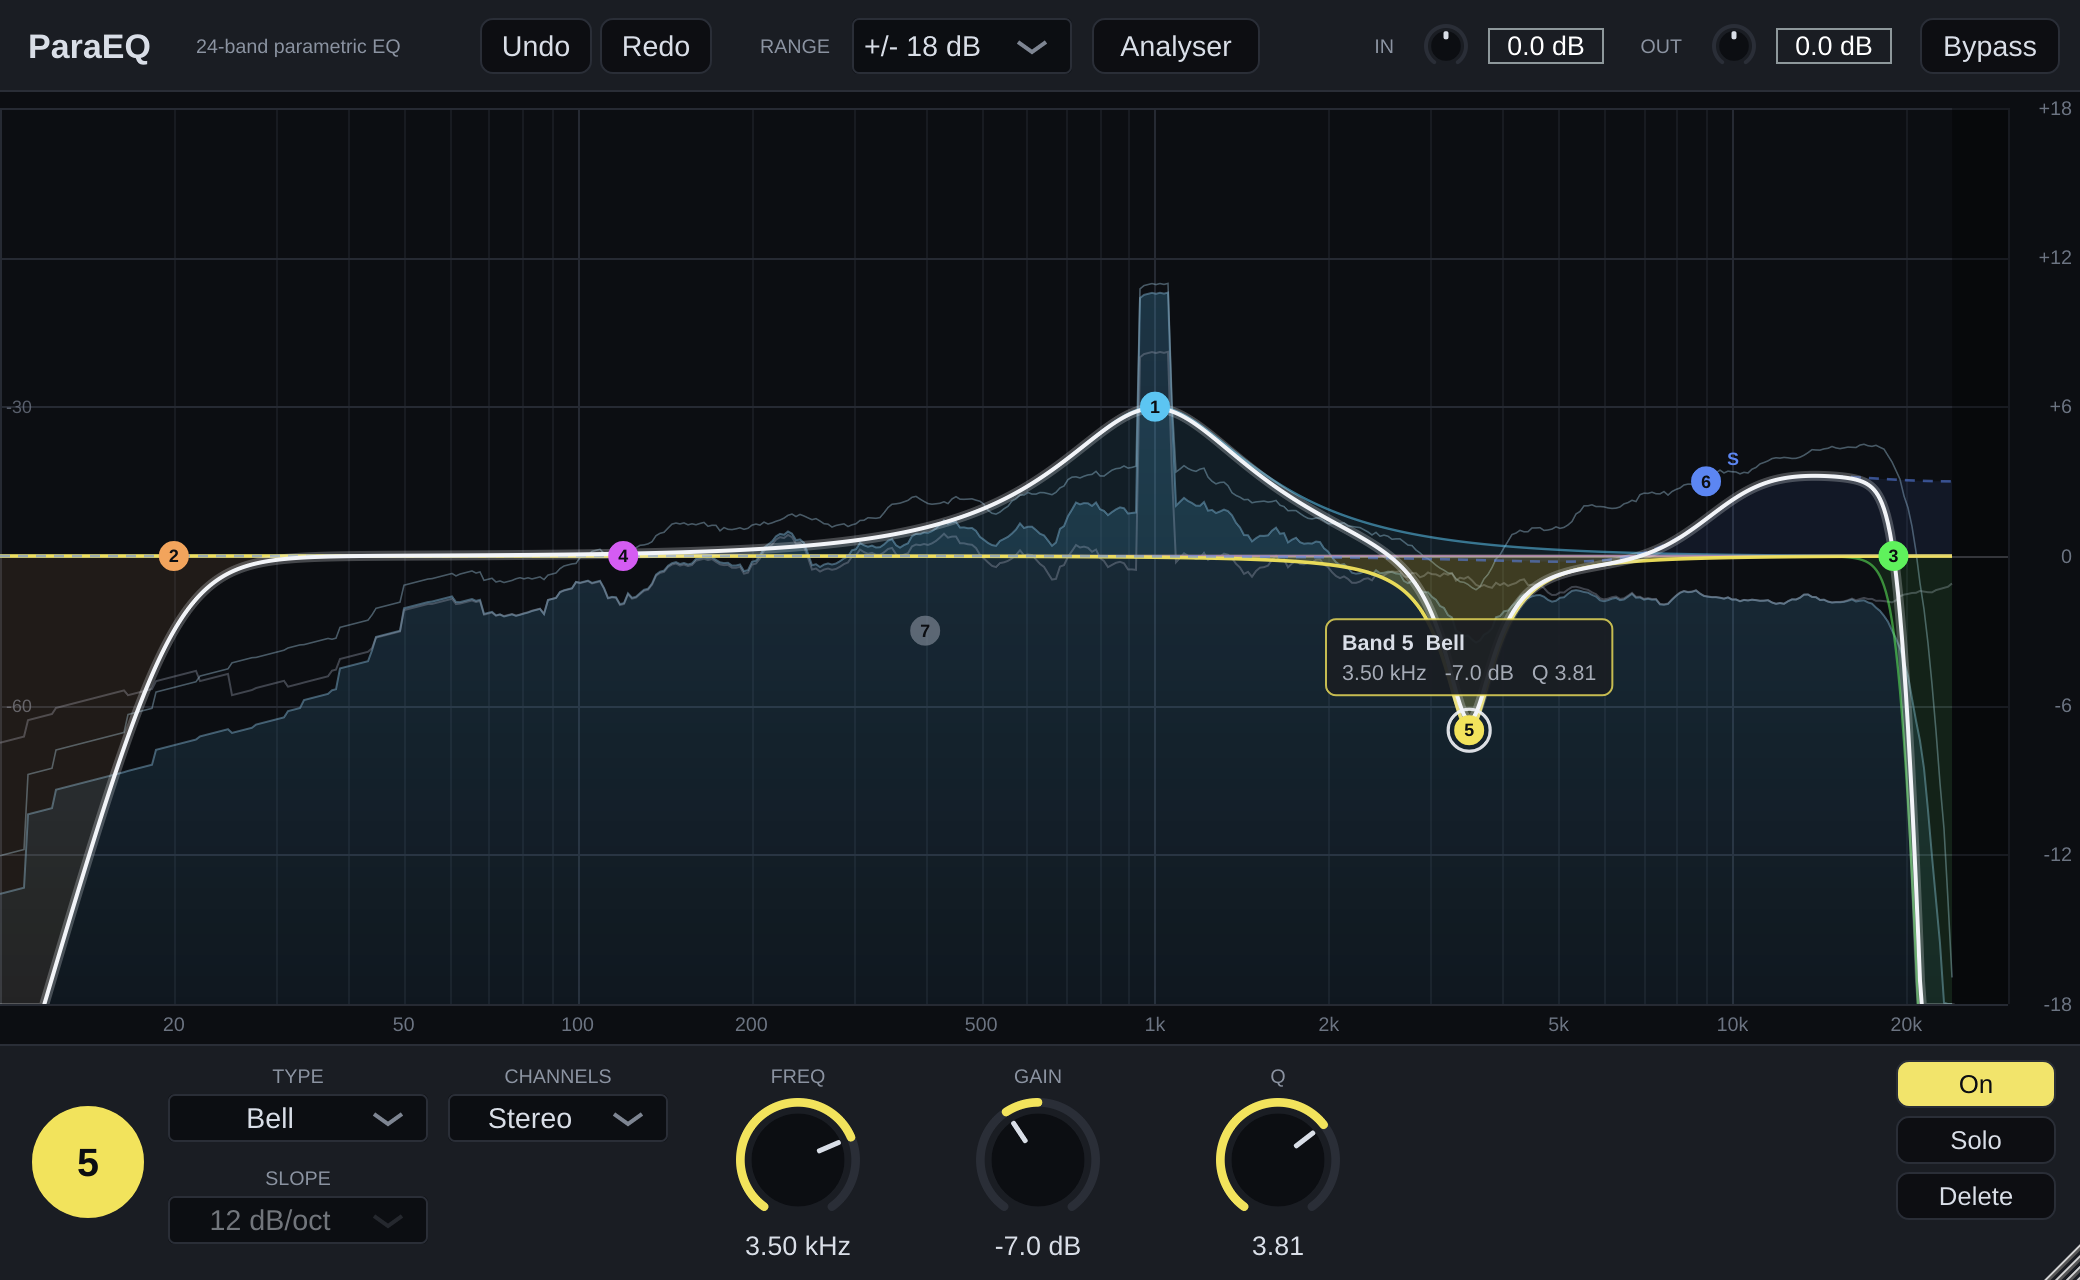 ParaEQ 24-band parametric EQ Undo Redo RANGE +/- 18 dB Analyser IN 0.0 dB OUT 0.0 dB Bypass
+18
+12
-30 +6
1
S
6
2 4 3 0
7
Band 5 Bell
3.50 kHz -7.0 dB Q 3.81
-60 -6
5
-12
-18
20 50 100 200 500 1k 2k 5k 10k 20k
TYPE CHANNELS FREQ GAIN Q
Bell Stereo
5
SLOPE
12 dB/oct
3.50 kHz -7.0 dB 3.81
On
Solo
Delete